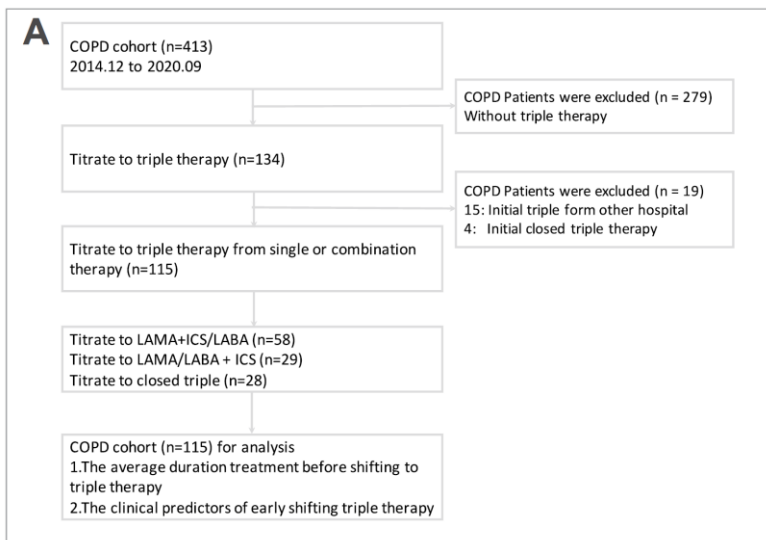 A
COPD cohort (n=413)
2014.12 to 2020.09
COPD Patients were excluded (n = 279)
Without triple therapy
Titrate to triple therapy (n=134)
COPD Patients were excluded (n = 19)
15: Initial triple form other hospital
4: Initial closed triple therapy
Titrate to triple therapy from single or combination
therapy (n=115)
Titrate to LAMA+ICS/LABA (n=58)
Titrate to LAMA/LABA + ICS (n=29)
Titrate to closed triple (n=28)
COPD cohort (n=115) for analysis
1.The average duration treatment before shifting to
triple therapy
2.The clinical predictors of early shifting triple therapy